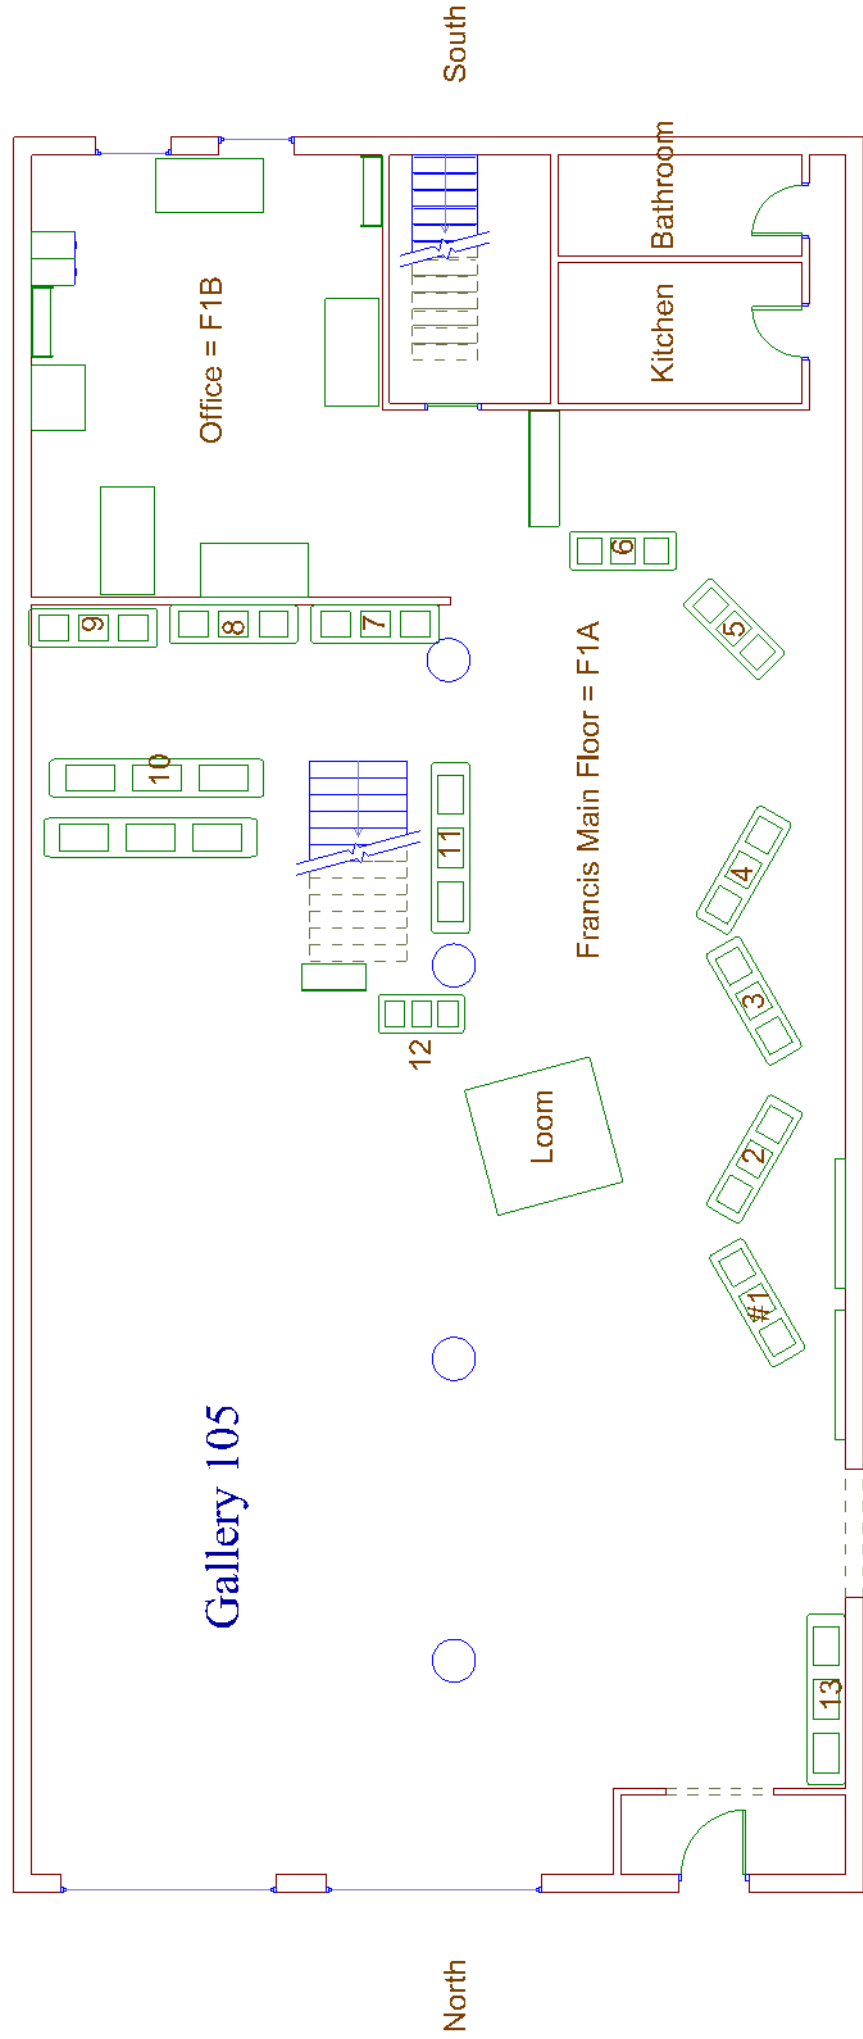 South
Bathroom
Kitchen
Office = F1B
6
9
8
7
5
Francis Main Floor = F1A
10
11
4
3
12
Loom
2
#1
Gallery 105
13
North